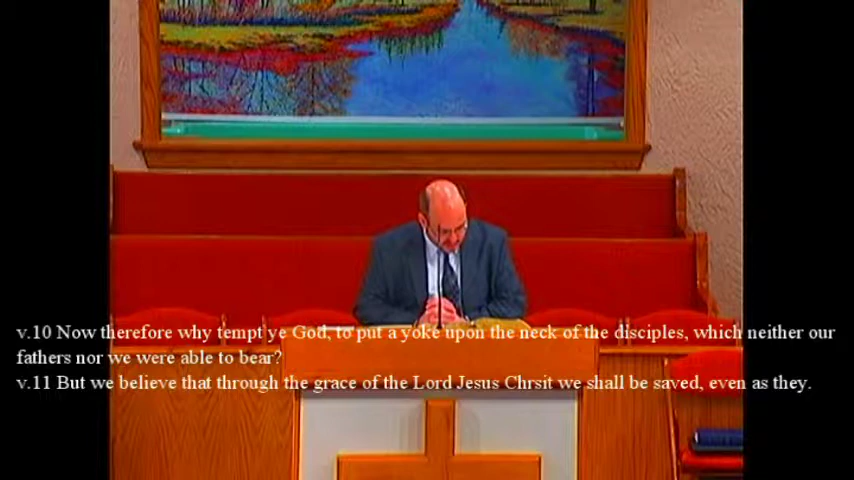 v.10 Now therefore why tempt ye God, to put a yoke upon the neck of the disciples, which neither our
fathers nor we were able to bear?
v.11 But we believe that through the grace of the Lord Jesus Chrsit we shall be saved, even as they.